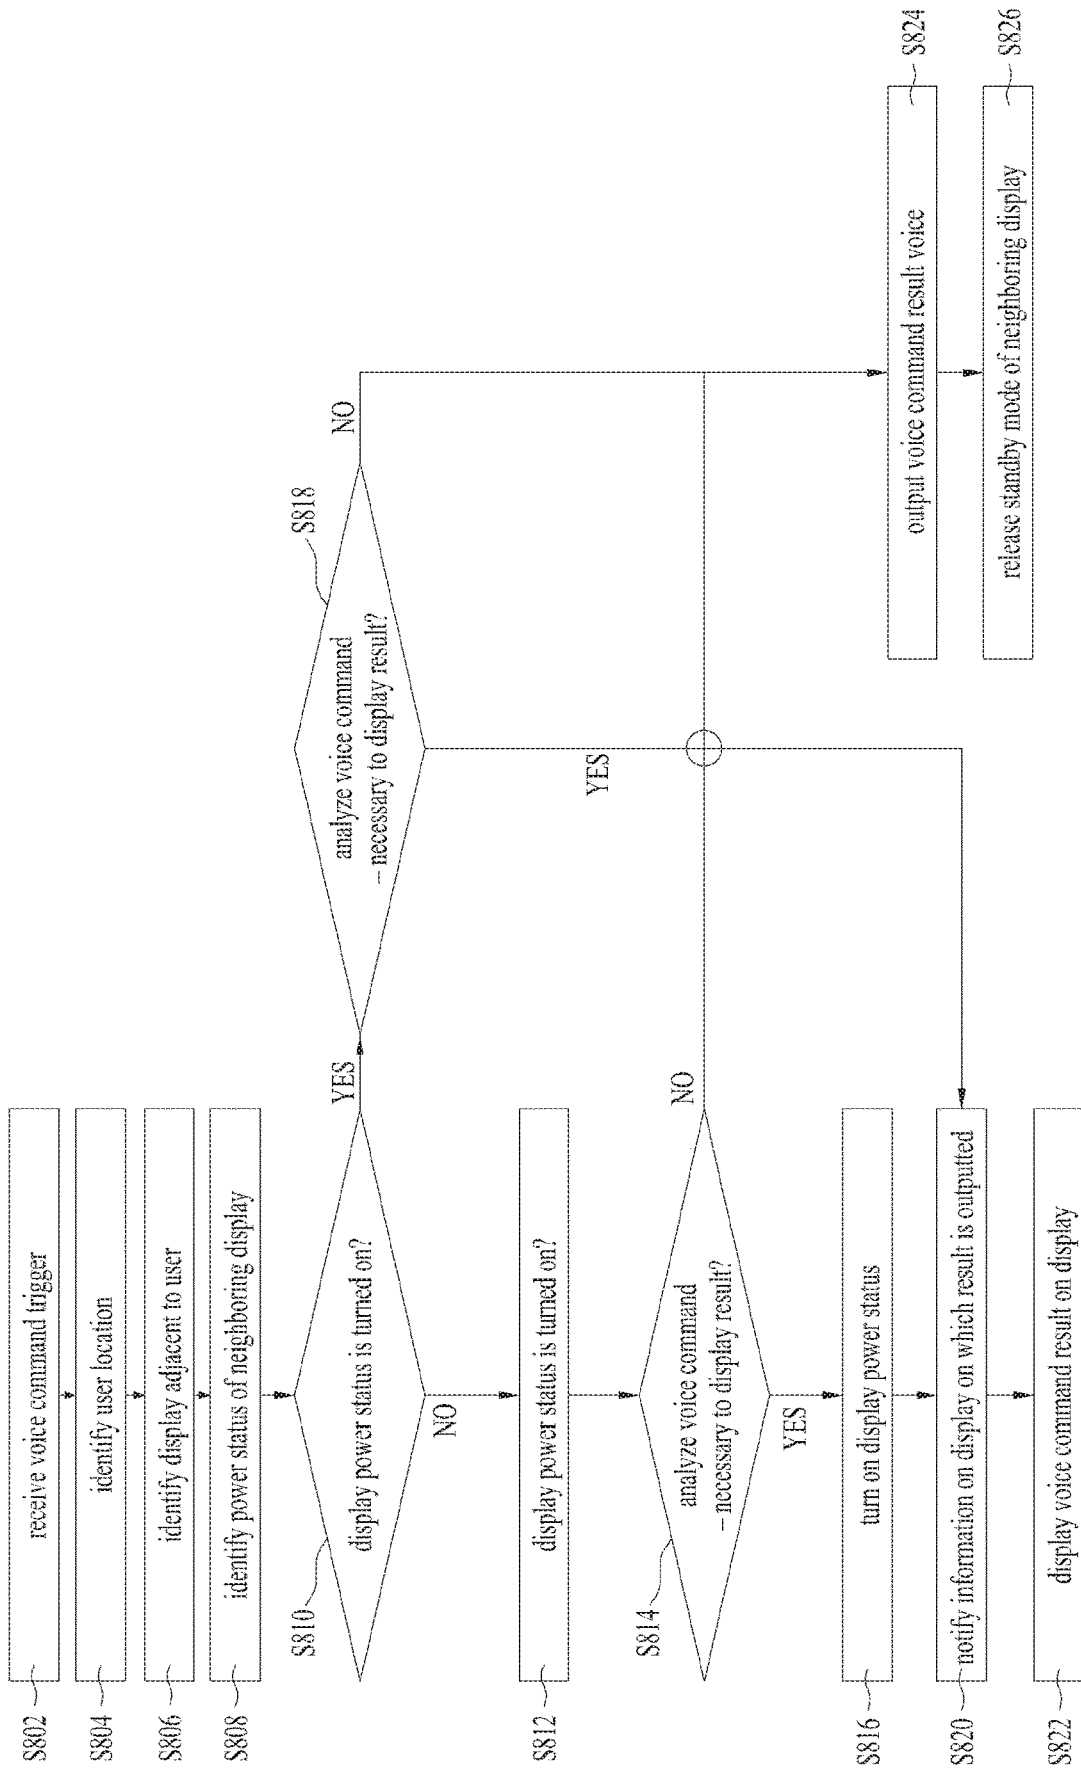 S802
receive voice command trigger
S804
identify user location
S806
identify display adjacent to user
S808
identify power status of neighboring display
S810
display power status is turned on?
YES
NO
S818
analyze voice command
– necessary to display result?
NO
YES
S812
display power status is turned on?
S814
analyze voice command
– necessary to display result?
NO
YES
S816
turn on display power status
S820
notify information on display on which result is outputted
S822
display voice command result on display
S824
output voice command result voice
S826
release standby mode of neighboring display